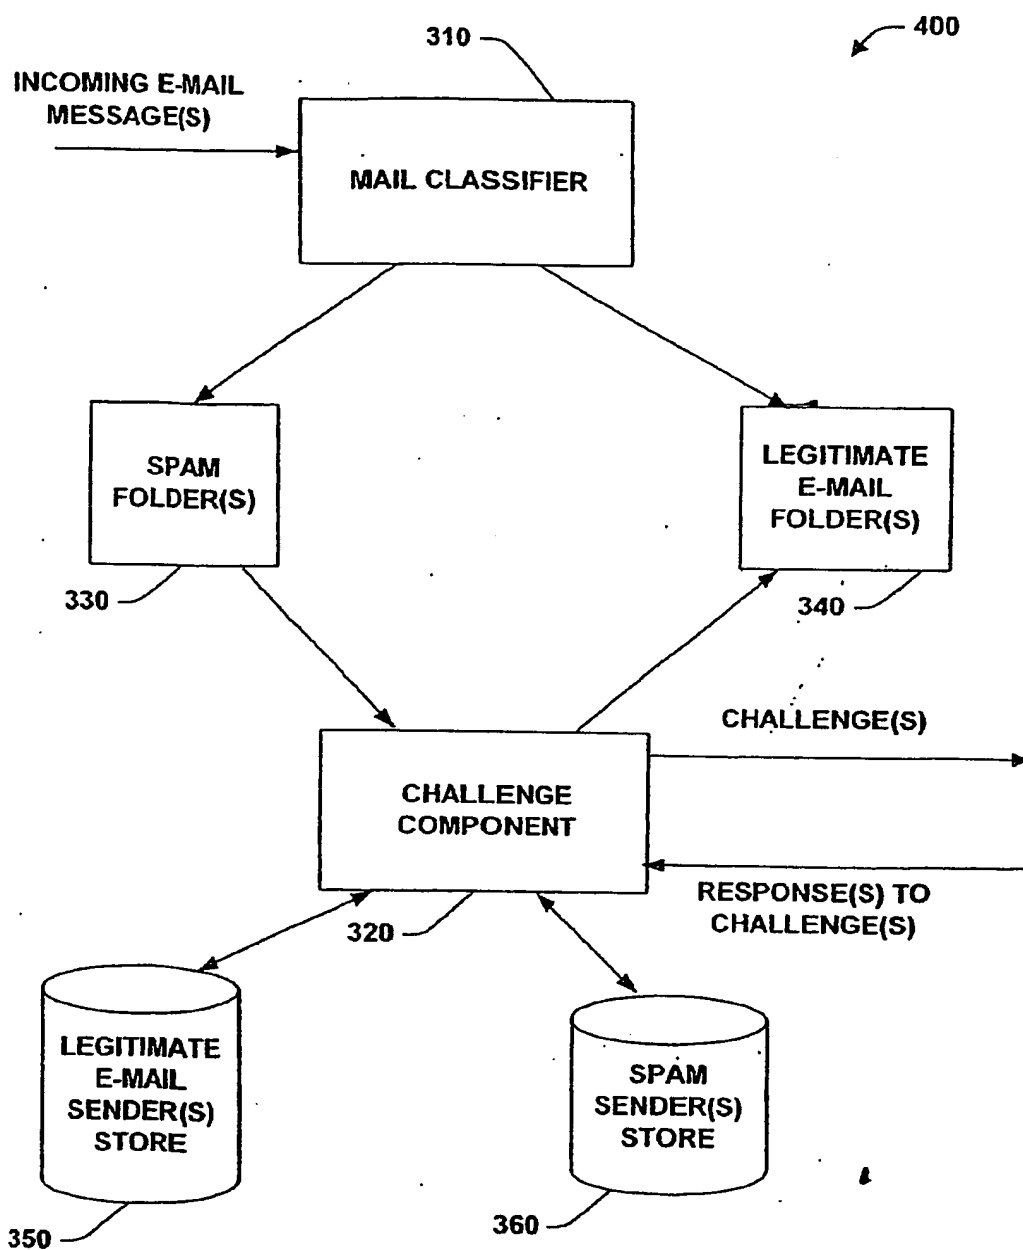 310
400
INCOMING E-MAIL
MESSAGE(S)
MAIL CLASSIFIER
SPAM
FOLDER(S)
LEGITIMATE
E-MAIL
FOLDER(S)
330
340
CHALLENGE(S)
CHALLENGE
COMPONENT
RESPONSE(S) TO
CHALLENGE(S)
320
LEGITIMATE
E-MAIL
SENDER(S)
STORE
SPAM
SENDER(S)
STORE
350
360